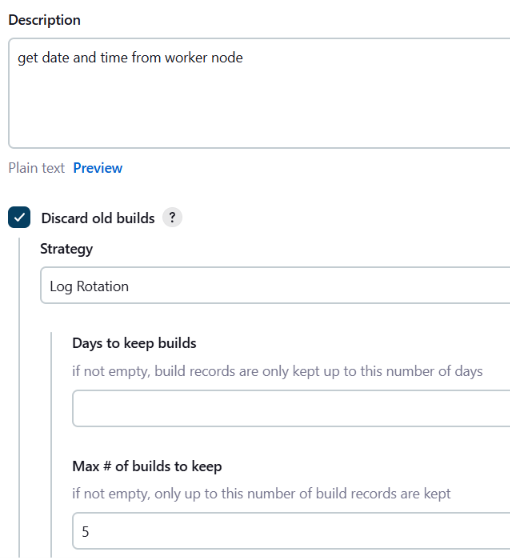 Description
get date and time from worker node
Plain text Preview
Discard old builds ?
Strategy
Log Rotation
Days to keep builds
if not empty, build records are only kept up to this number of days
Max # of builds to keep
if not empty, only up to this number of build records are kept
5